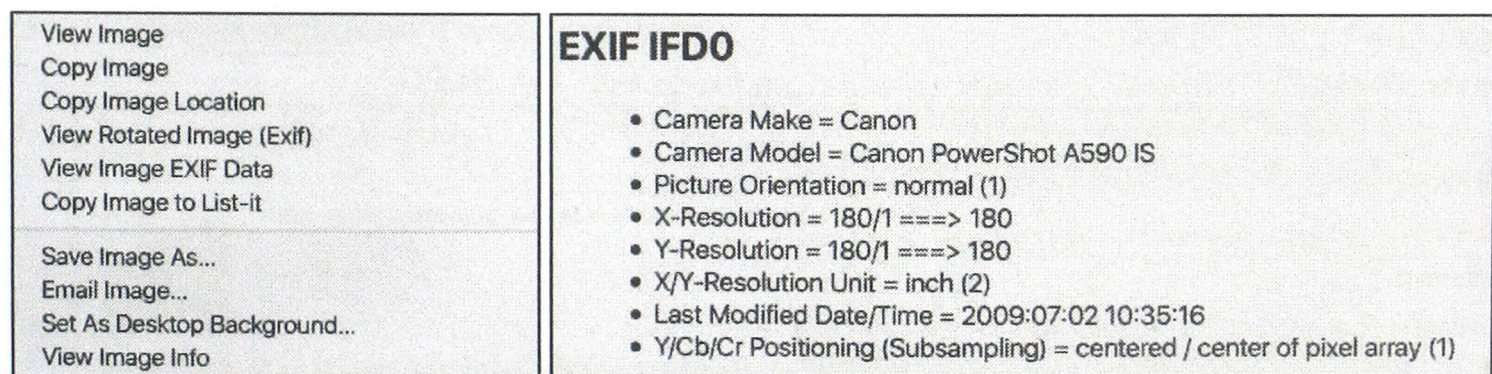 View Image
Copy Image
Copy Image Location
View Rotated Image (Exif)
View Image EXIF Data
Copy Image to List-it
Save Image As...
Email Image...
Set As Desktop Background...
View Image Info
EXIF IFD0
• Camera Make = Canon
• Camera Model = Canon PowerShot A590 IS
• Picture Orientation = normal (1)
• X-Resolution = 180/1 ===> 180
• Y-Resolution = 180/1 ===> 180
• X/Y-Resolution Unit = inch (2)
• Last Modified Date/Time = 2009:07:02 10:35:16
• Y/Cb/Cr Positioning (Subsampling) = centered / center of pixel array (1)